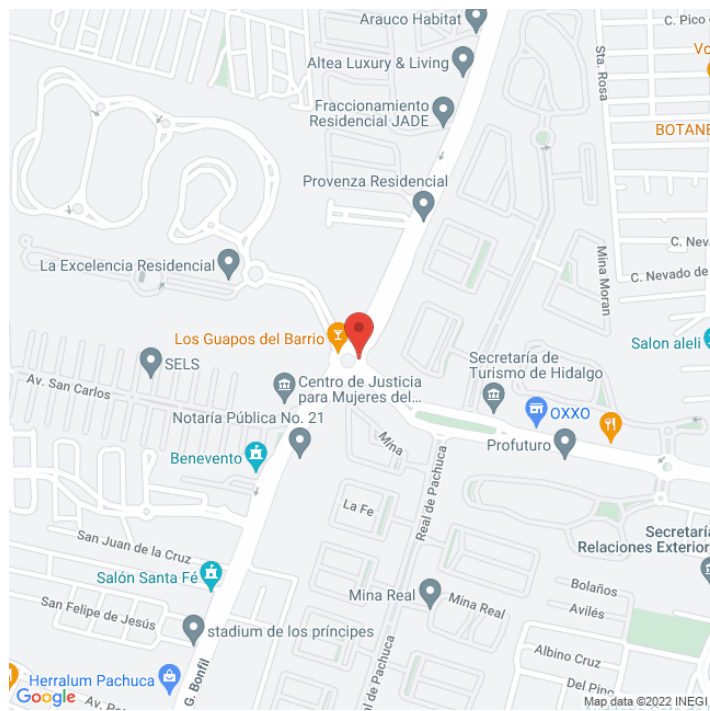 Arauco Habitat
C. Pico
Sta. Rosa
Altea Luxury & Living
Fraccionamiento
Residencial JADE
BOTANE
Provenza Residencial
C. Neva
La Excelencia Residencial
C. Nevado de
Mina Moran
Los Guapos del Barrio
Salon aleli
SELS
Secretaría de
Turismo de Hidalgo
Av. San Carlos
Centro de Justicia
para Mujeres del...
OXXO
Notaría Pública No. 21
Mina
Profuturo
Benevento
Real de Pachuca
La Fe
San Juan de la Cruz
Secretaría
Relaciones Exterior
Salón Santa Fé
Bolaños
Mina Real
Mina Real
Avilés
San Felipe de Jesús
stadium de los príncipes
Albino Cruz
Herralum Pachuca
G. Bonfil
al de Pachuca
Del Pino
Google
Map data ©2022 INEGI